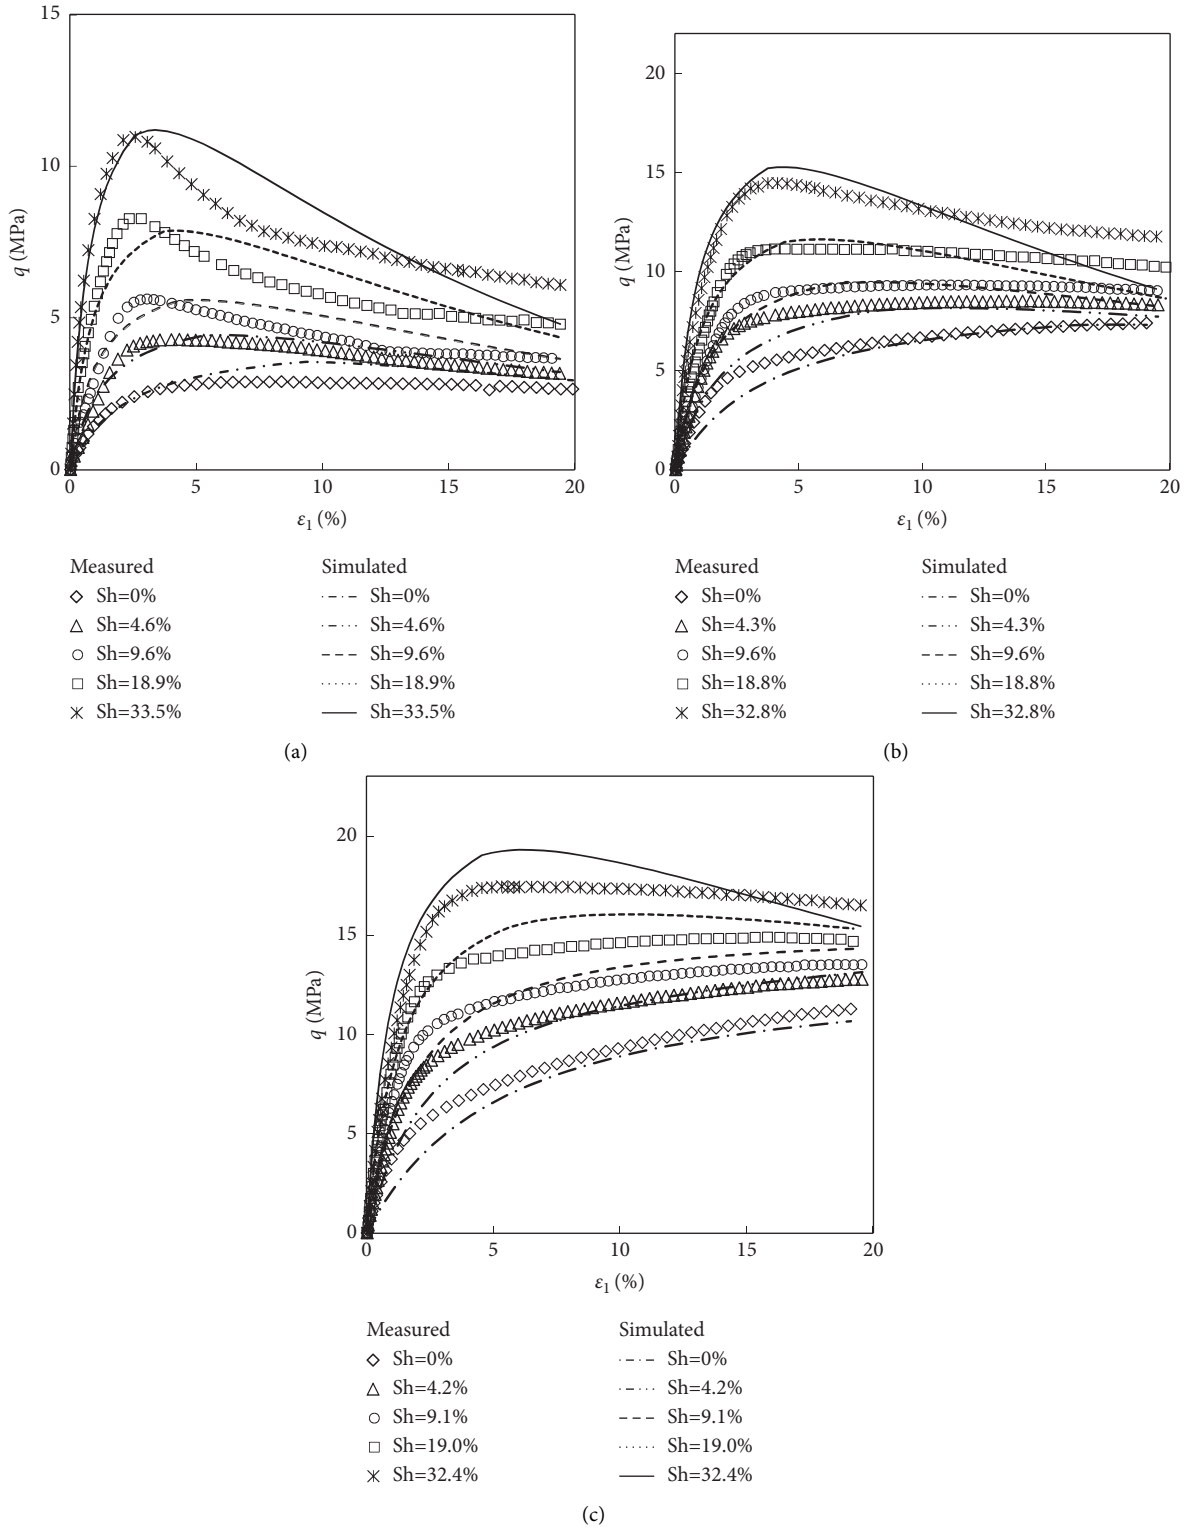 15
10
5
0
q (MPa)
0 5 10 15 20
ε1 (%)
Measured Simulated
Sh=0% Sh=0%
Sh=4.6% Sh=4.6%
Sh=9.6% Sh=9.6%
Sh=18.9% Sh=18.9%
Sh=33.5% Sh=33.5%
(a)
20
15
10
5
0
q (MPa)
0 5 10 15 20
ε1 (%)
Measured Simulated
Sh=0% Sh=0%
Sh=4.3% Sh=4.3%
Sh=9.6% Sh=9.6%
Sh=18.8% Sh=18.8%
Sh=32.8% Sh=32.8%
(b)
20
15
10
5
0
q (MPa)
0 5 10 15 20
ε1 (%)
Measured Simulated
Sh=0% Sh=0%
Sh=4.2% Sh=4.2%
Sh=9.1% Sh=9.1%
Sh=19.0% Sh=19.0%
Sh=32.4% Sh=32.4%
(c)